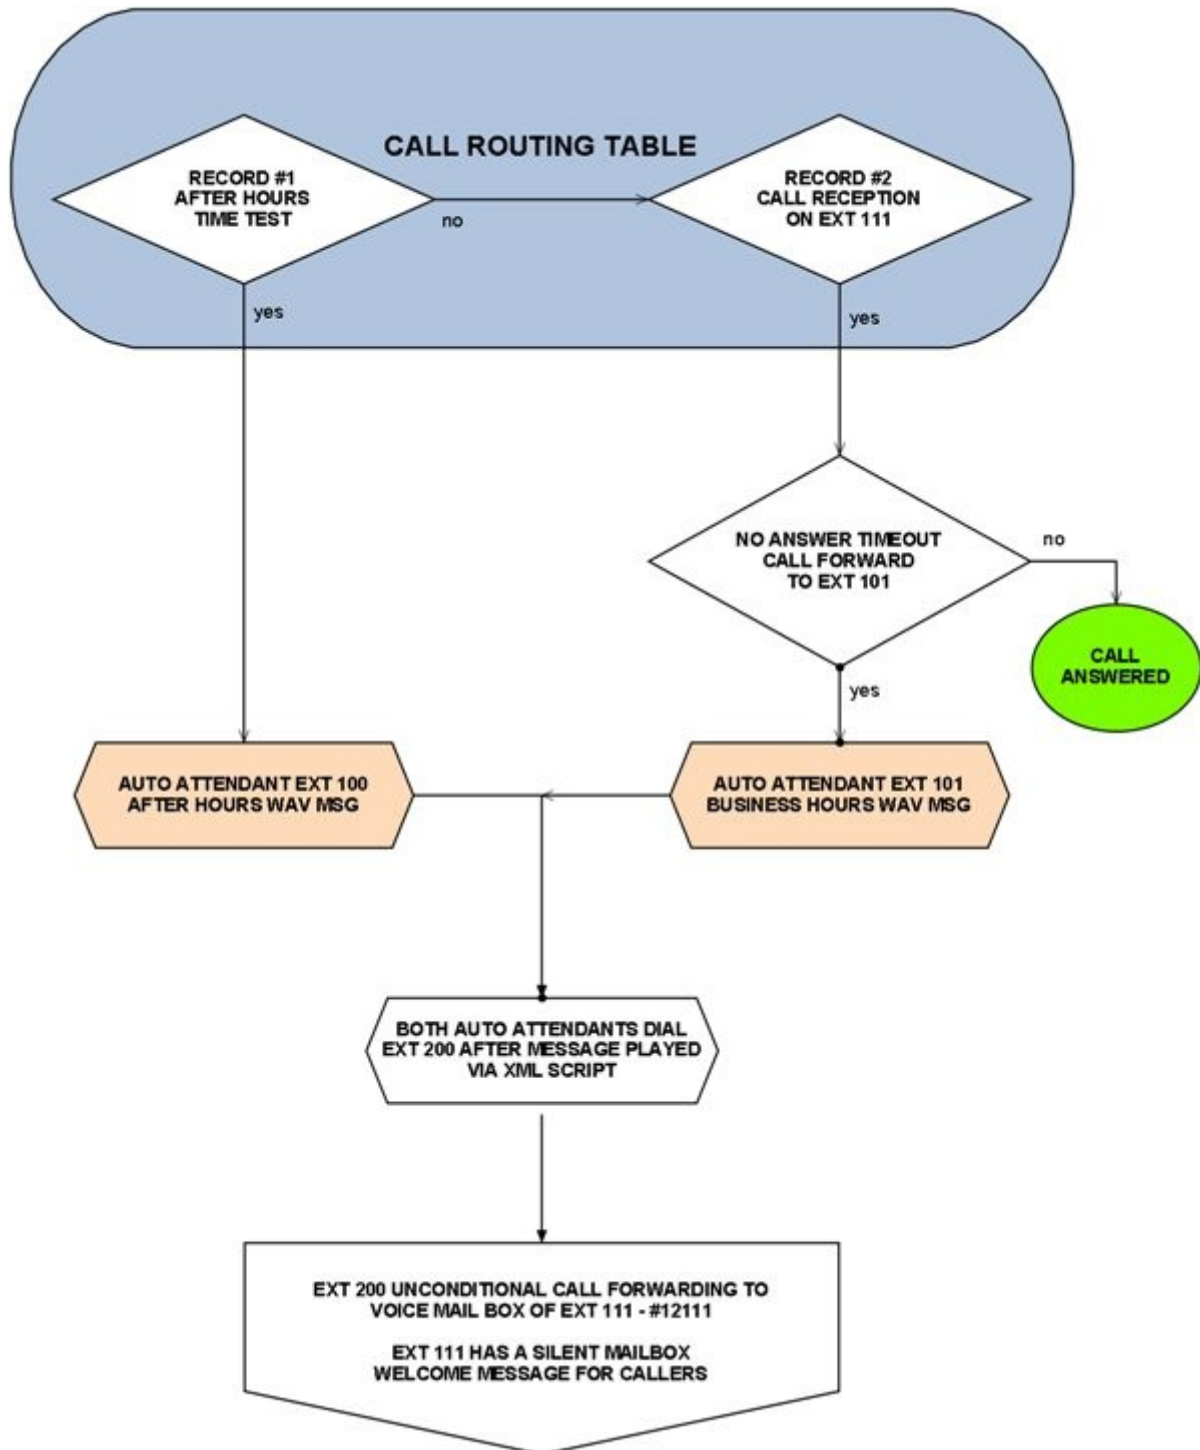 CALL ROUTING TABLE
RECORD #1
AFTER HOURS
TIME TEST
no
RECORD #2
CALL RECEPTION
ON EXT 111
yes
yes
NO ANSWER TIMEOUT
CALL FORWARD
TO EXT 101
no
CALL
ANSWERED
yes
AUTO ATTENDANT EXT 100
AFTER HOURS WAV MSG
AUTO ATTENDANT EXT 101
BUSINESS HOURS WAV MSG
BOTH AUTO ATTENDANTS DIAL
EXT 200 AFTER MESSAGE PLAYED
VIA XML SCRIPT
EXT 200 UNCONDITIONAL CALL FORWARDING TO
VOICE MAIL BOX OF EXT 111 - #12111
EXT 111 HAS A SILENT MAILBOX
WELCOME MESSAGE FOR CALLERS